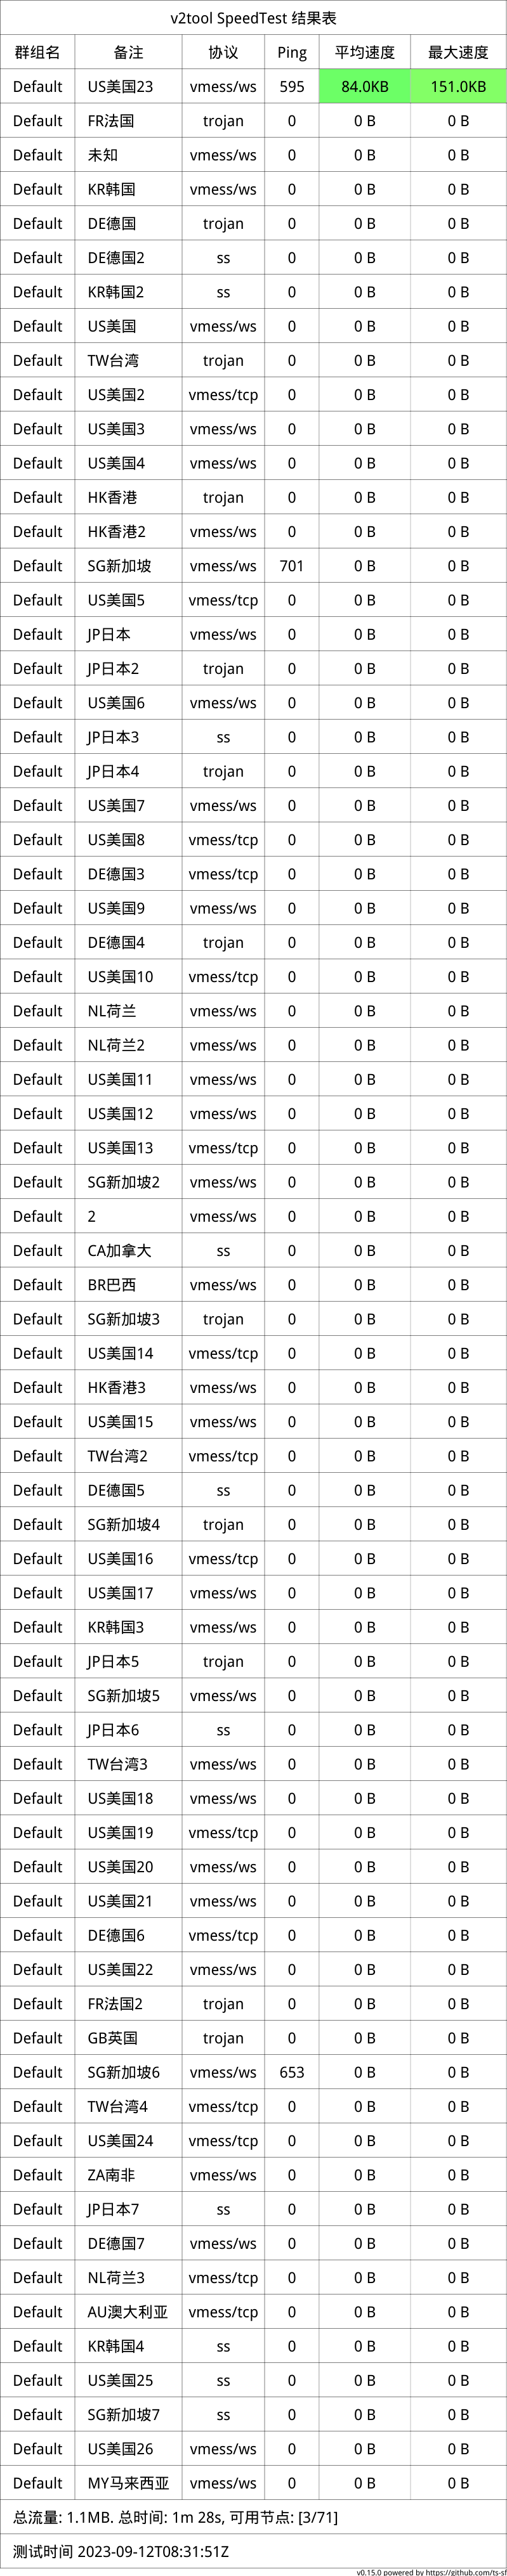 v2tool SpeedTest 结果表
群组名 备注 协议 Ping 平均速度 最大速度
Default US美国23 vmess/ws 595 84.0KB 151.0KB
Default FR法国 trojan 0 0 B 0 B
Default 未知 vmess/ws 0 0 B 0 B
Default KR韩国 vmess/ws 0 0 B 0 B
Default DE德国 trojan 0 0 B 0 B
Default DE德国2 ss 0 0 B 0 B
Default KR韩国2 ss 0 0 B 0 B
Default US美国 vmess/ws 0 0 B 0 B
Default TW台湾 trojan 0 0 B 0 B
Default US美国2 vmess/tcp 0 0 B 0 B
Default US美国3 vmess/ws 0 0 B 0 B
Default US美国4 vmess/ws 0 0 B 0 B
Default HK香港 trojan 0 0 B 0 B
Default HK香港2 vmess/ws 0 0 B 0 B
Default SG新加坡 vmess/ws 701 0 B 0 B
Default US美国5 vmess/tcp 0 0 B 0 B
Default JP日本 vmess/ws 0 0 B 0 B
Default JP日本2 trojan 0 0 B 0 B
Default US美国6 vmess/ws 0 0 B 0 B
Default JP日本3 ss 0 0 B 0 B
Default JP日本4 trojan 0 0 B 0 B
Default US美国7 vmess/ws 0 0 B 0 B
Default US美国8 vmess/tcp 0 0 B 0 B
Default DE德国3 vmess/tcp 0 0 B 0 B
Default US美国9 vmess/ws 0 0 B 0 B
Default DE德国4 trojan 0 0 B 0 B
Default US美国10 vmess/tcp 0 0 B 0 B
Default NL荷兰 vmess/ws 0 0 B 0 B
Default NL荷兰2 vmess/ws 0 0 B 0 B
Default US美国11 vmess/ws 0 0 B 0 B
Default US美国12 vmess/ws 0 0 B 0 B
Default US美国13 vmess/tcp 0 0 B 0 B
Default SG新加坡2 vmess/ws 0 0 B 0 B
Default 2 vmess/ws 0 0 B 0 B
Default CA加拿大 ss 0 0 B 0 B
Default BR巴西 vmess/ws 0 0 B 0 B
Default SG新加坡3 trojan 0 0 B 0 B
Default US美国14 vmess/tcp 0 0 B 0 B
Default HK香港3 vmess/ws 0 0 B 0 B
Default US美国15 vmess/ws 0 0 B 0 B
Default TW台湾2 vmess/tcp 0 0 B 0 B
Default DE德国5 ss 0 0 B 0 B
Default SG新加坡4 trojan 0 0 B 0 B
Default US美国16 vmess/tcp 0 0 B 0 B
Default US美国17 vmess/ws 0 0 B 0 B
Default KR韩国3 vmess/ws 0 0 B 0 B
Default JP日本5 trojan 0 0 B 0 B
Default SG新加坡5 vmess/ws 0 0 B 0 B
Default JP日本6 ss 0 0 B 0 B
Default TW台湾3 vmess/ws 0 0 B 0 B
Default US美国18 vmess/ws 0 0 B 0 B
Default US美国19 vmess/tcp 0 0 B 0 B
Default US美国20 vmess/ws 0 0 B 0 B
Default US美国21 vmess/ws 0 0 B 0 B
Default DE德国6 vmess/tcp 0 0 B 0 B
Default US美国22 vmess/ws 0 0 B 0 B
Default FR法国2 trojan 0 0 B 0 B
Default GB英国 trojan 0 0 B 0 B
Default SG新加坡6 vmess/ws 653 0 B 0 B
Default TW台湾4 vmess/tcp 0 0 B 0 B
Default US美国24 vmess/tcp 0 0 B 0 B
Default ZA南非 vmess/ws 0 0 B 0 B
Default JP日本7 ss 0 0 B 0 B
Default DE德国7 vmess/ws 0 0 B 0 B
Default NL荷兰3 vmess/tcp 0 0 B 0 B
Default AU澳大利亚 vmess/tcp 0 0 B 0 B
Default KR韩国4 ss 0 0 B 0 B
Default US美国25 ss 0 0 B 0 B
Default SG新加坡7 ss 0 0 B 0 B
Default US美国26 vmess/ws 0 0 B 0 B
Default MY马来西亚 vmess/ws 0 0 B 0 B
总流量: 1.1MB. 总时间: 1m 28s, 可用节点: [3/71]
测试时间 2023-09-12T08:31:51Z
v0.15.0 powered by https://github.com/ts-sf